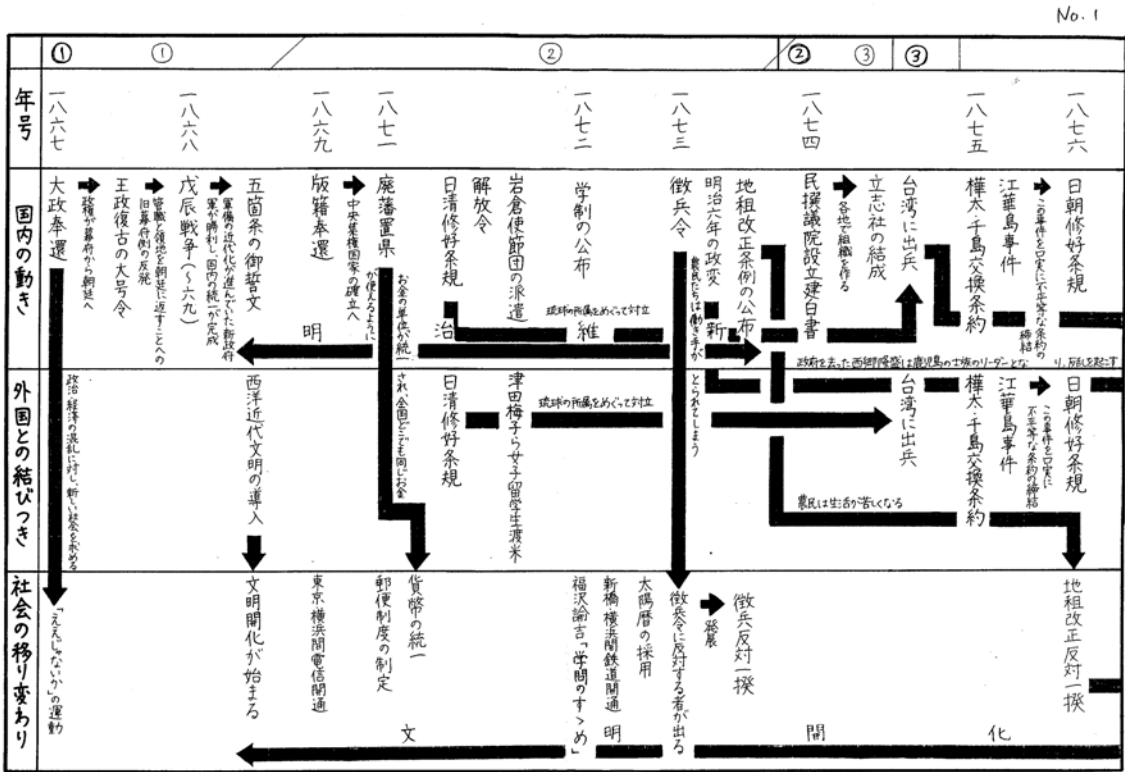 No. 1
① ① ② ② ③ ③
年号
一八六七
一八六八
一八六九
一八七一
一八七二
一八七三
一八七四
一八七五
一八七六
国内の動き
大政奉還
政権が幕府から朝廷へ
王政復古の大号令
官職と領地を朝廷に返すことへの
旧幕府側の反発
戊辰戦争(〜六九)
軍備の近代化が進んでいた新政府
軍が勝利し、国内の統一が完成
五箇条の御誓文
版籍奉還
中央集権国家の確立へ
廃藩置県
お金の単位が統一
され、全国どこでも同じお金
が使えるように
日清修好条規
解放令
岩倉使節団の派遣
学制の公布
琉球の所属をめぐって対立
徴兵令
農民たちは働き手が
とられてしまう
明治六年の政変
地租改正条例の公布
民撰議院設立建白書
各地で組織を作る
立志社の結成
台湾に出兵
樺太・千島交換条約
江華島事件
この事件を口実に不平等な条約の
締結
日朝修好条規
明治維新
政府を去った西郷隆盛は鹿児島の士族のリーダーとなり、反乱を起こす
外国との結びつき
政治・経済の混乱に対し、新しい社会を求める
西洋近代文明の導入
日清修好条規
津田梅子ら女子留学生渡米
琉球の所属をめぐって対立
台湾に出兵
樺太・千島交換条約
江華島事件
この事件を口実に
不平等な条約の締結
日朝修好条規
農民は生活が苦しくなる
社会の移り変わり
「ええじゃないか」の運動
文明開化が始まる
東京・横浜間電信開通
郵便制度の制定
貨幣の統一
福沢諭吉「学問のすゝめ」
新橋・横浜間鉄道開通
太陽暦の採用
徴兵令に反対する者が出る
発展
徴兵反対一揆
地租改正反対一揆
文明開化